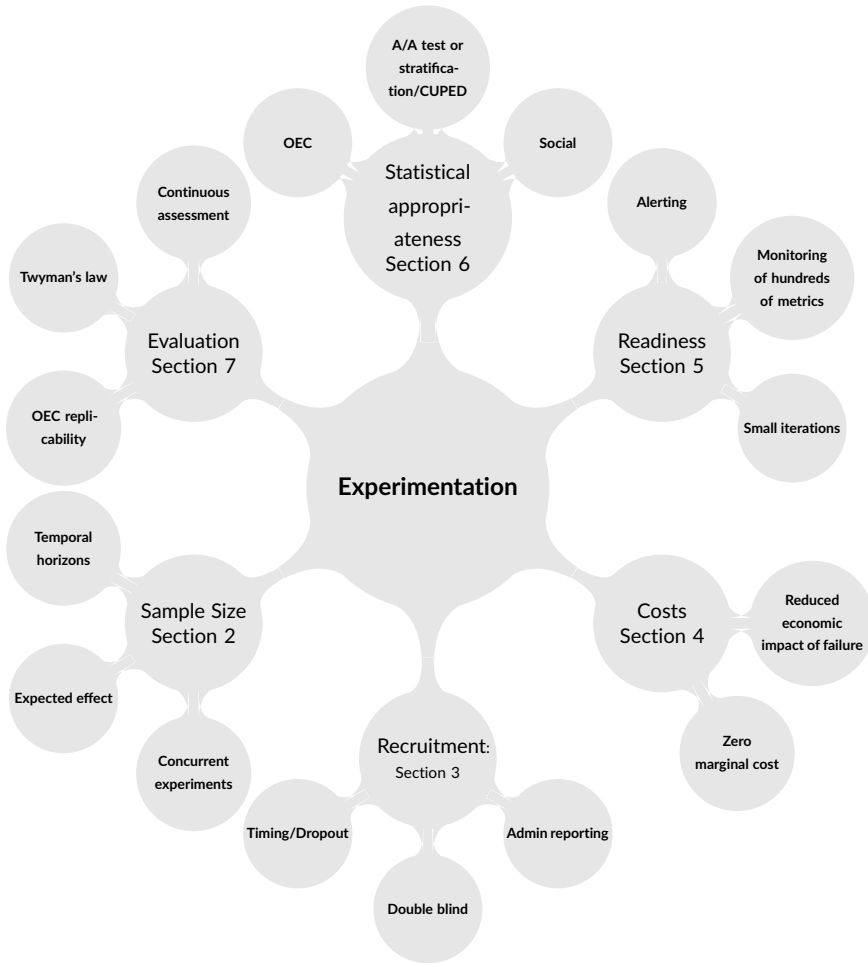 A/A test or
stratifica-
tion/CUPED
OEC
Social
Statistical
appropri-
ateness
Section 6
Continuous
assessment
Twyman's law
Evaluation
Section 7
OEC repli-
cability
Alerting
Monitoring
of hundreds
of metrics
Readiness
Section 5
Small iterations
Experimentation
Temporal
horizons
Sample Size
Section 2
Expected effect
Concurrent
experiments
Costs
Section 4
Reduced
economic
impact of failure
Zero
marginal cost
Recruitment:
Section 3
Timing/Dropout
Admin reporting
Double blind